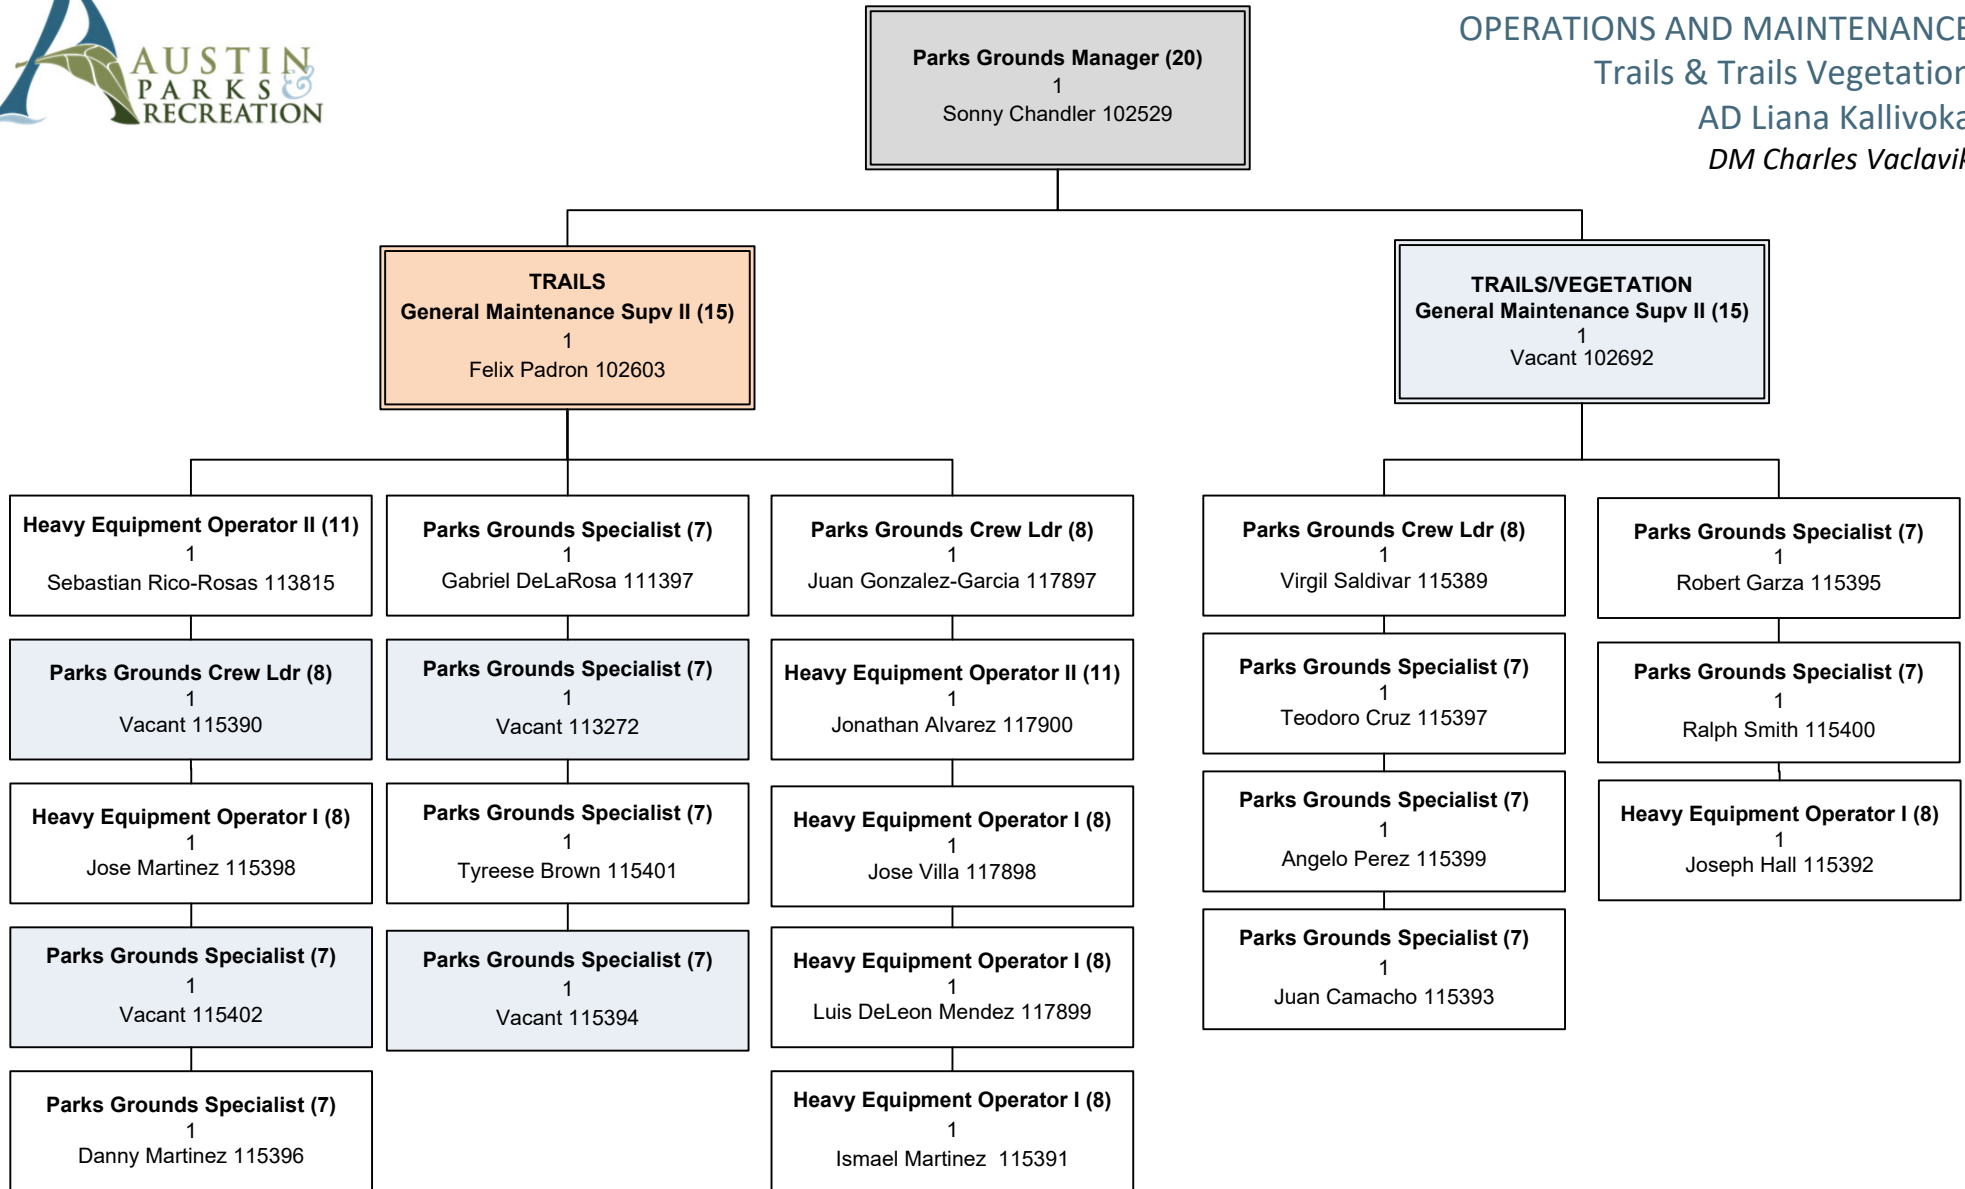 AUSTIN
PARKS &
RECREATION
OPERATIONS AND MAINTENANCE
Trails & Trails Vegetation
AD Liana Kallivoka
DM Charles Vaclavik
Parks Grounds Manager (20)
1
Sonny Chandler 102529
TRAILS
General Maintenance Supv II (15)
1
Felix Padron 102603
TRAILS/VEGETATION
General Maintenance Supv II (15)
1
Vacant 102692
Heavy Equipment Operator II (11)
1
Sebastian Rico-Rosas 113815
Parks Grounds Crew Ldr (8)
1
Vacant 115390
Heavy Equipment Operator I (8)
1
Jose Martinez 115398
Parks Grounds Specialist (7)
1
Vacant 115402
Parks Grounds Specialist (7)
1
Danny Martinez 115396
Parks Grounds Specialist (7)
1
Gabriel DeLaRosa 111397
Parks Grounds Specialist (7)
1
Vacant 113272
Parks Grounds Specialist (7)
1
Tyreese Brown 115401
Parks Grounds Specialist (7)
1
Vacant 115394
Parks Grounds Crew Ldr (8)
1
Juan Gonzalez-Garcia 117897
Heavy Equipment Operator II (11)
1
Jonathan Alvarez 117900
Heavy Equipment Operator I (8)
1
Jose Villa 117898
Heavy Equipment Operator I (8)
1
Luis DeLeon Mendez 117899
Heavy Equipment Operator I (8)
1
Ismael Martinez 115391
Parks Grounds Crew Ldr (8)
1
Virgil Saldivar 115389
Parks Grounds Specialist (7)
1
Teodoro Cruz 115397
Parks Grounds Specialist (7)
1
Angelo Perez 115399
Parks Grounds Specialist (7)
1
Juan Camacho 115393
Parks Grounds Specialist (7)
1
Robert Garza 115395
Parks Grounds Specialist (7)
1
Ralph Smith 115400
Heavy Equipment Operator I (8)
1
Joseph Hall 115392